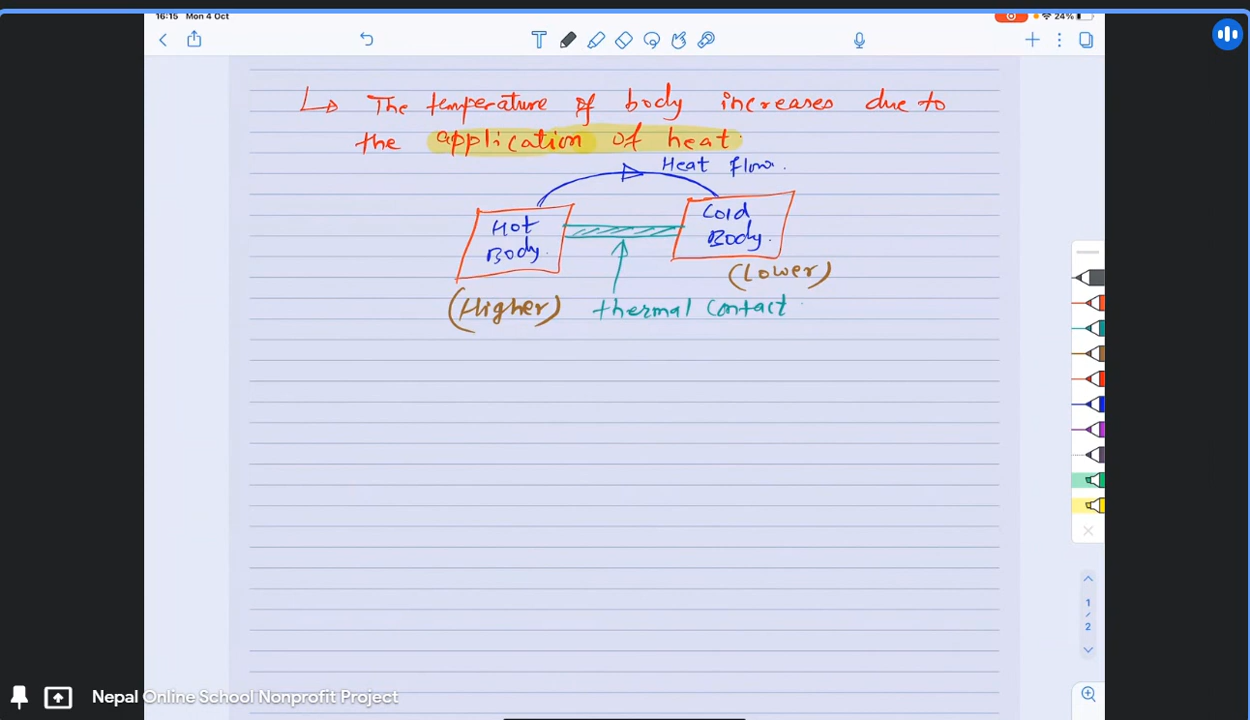 16:15 Mon 4 Oct
24%
The temperature of body increases due to
the application of heat
Heat flow.
Hot
Body.
Cold
Body.
(Lower)
(Higher)
thermal contact
1
/
2
Nepal Online School Nonprofit Project